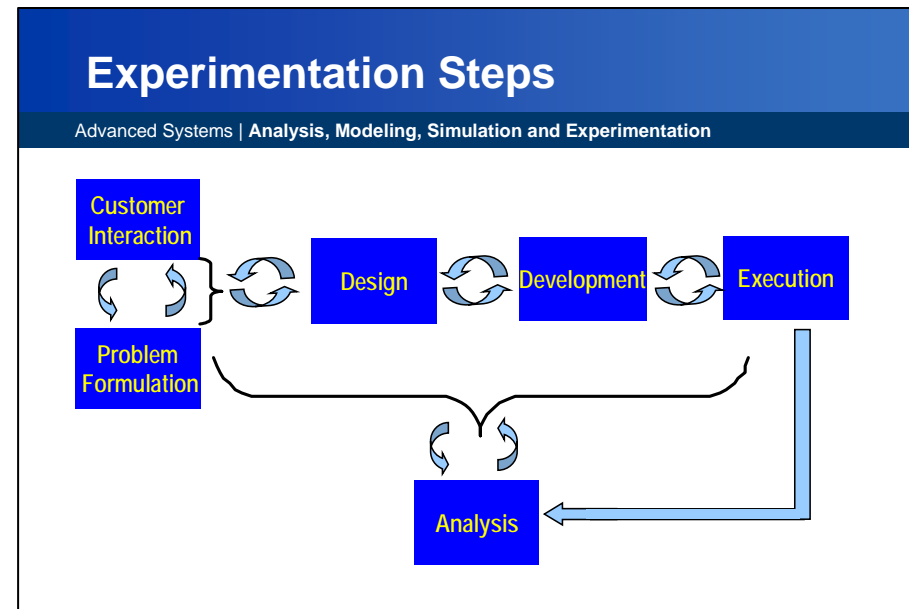 Experimentation Steps
Advanced Systems | Analysis, Modeling, Simulation and Experimentation
Customer
Interaction
Design
Development
Execution
Problem
Formulation
Analysis